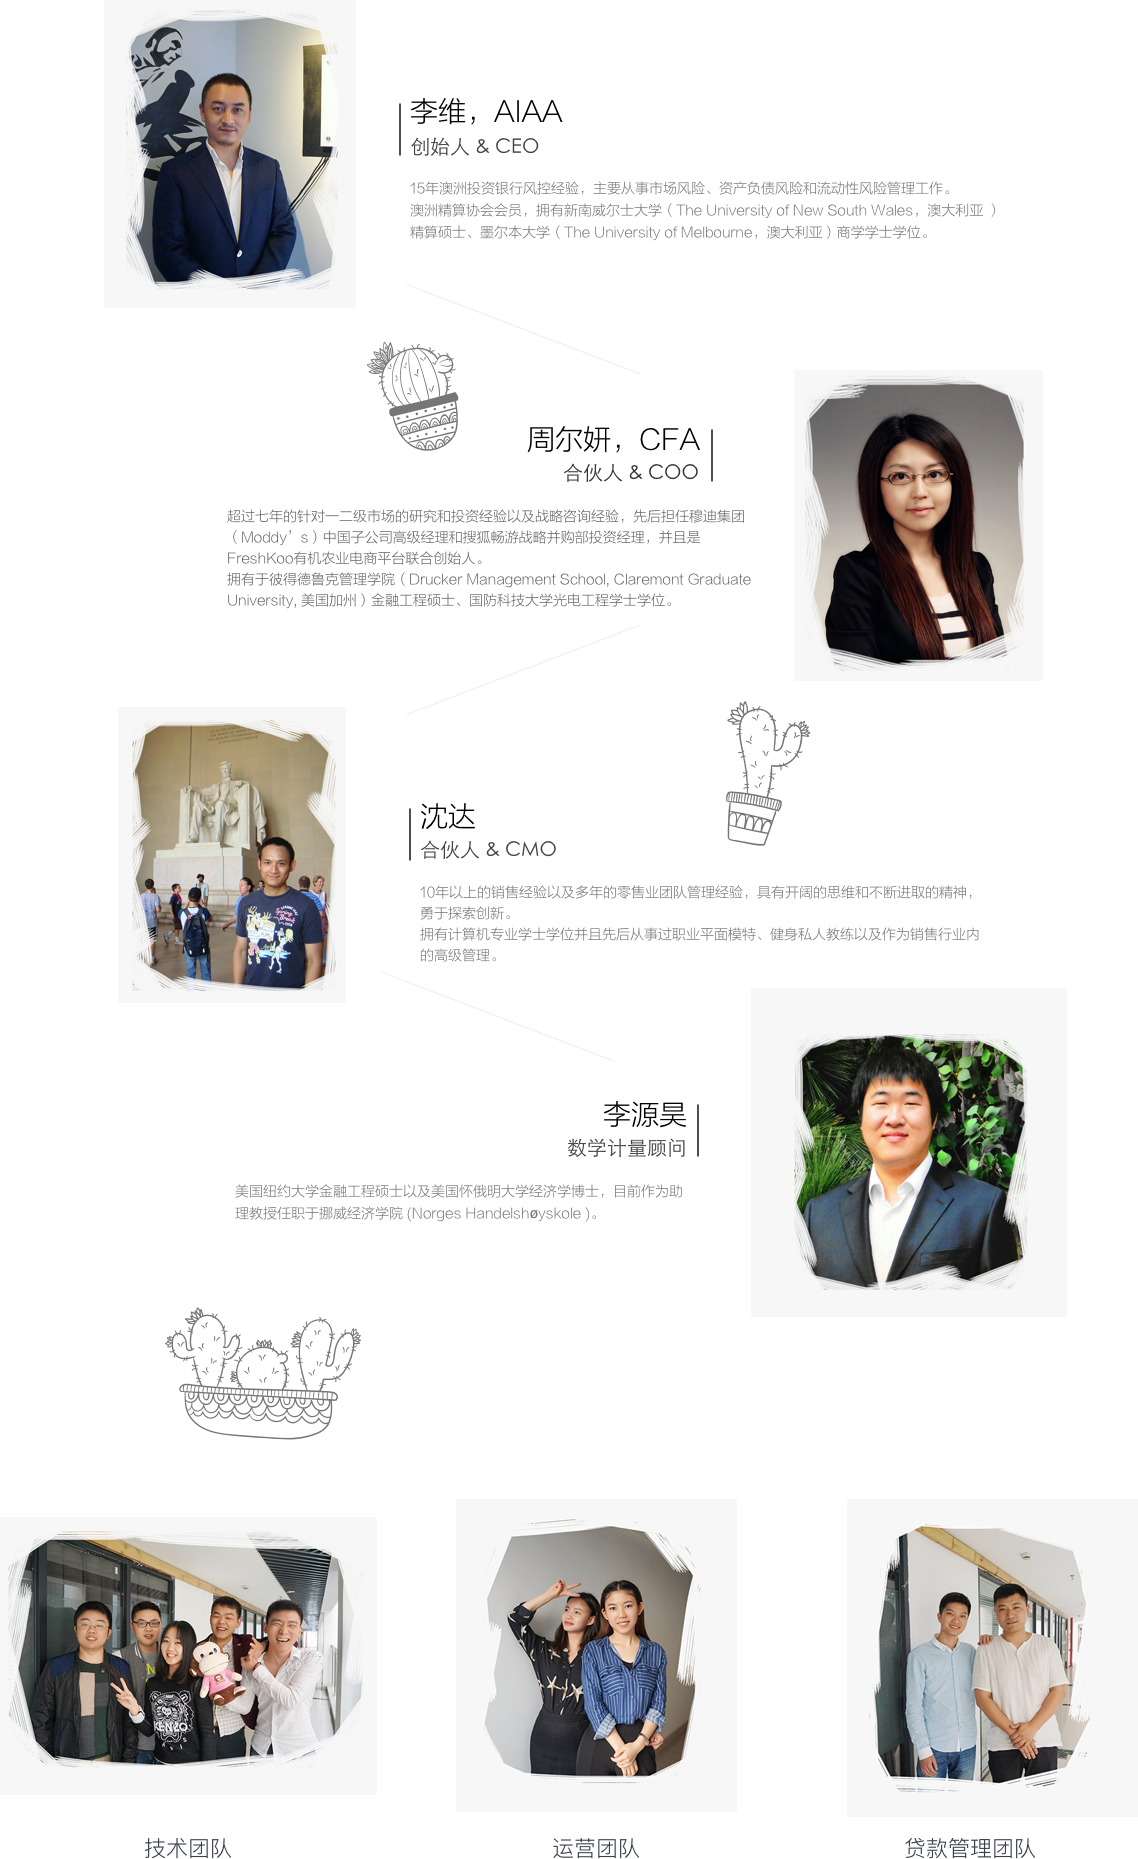 李维，AIAA
创始人 & CEO
15年澳洲投资银行风控经验，主要从事市场风险、资产负债风险和流动性风险管理工作。
澳洲精算协会会员，拥有新南威尔士大学（The University of New South Wales，澳大利亚 ）
精算硕士、墨尔本大学（The University of Melbourne，澳大利亚）商学学士学位。
周尔妍，CFA
合伙人 & COO
超过七年的针对一二级市场的研究和投资经验以及战略咨询经验，先后担任穆迪集团
（Moddy’s）中国子公司高级经理和搜狐畅游战略并购部投资经理，并且是
FreshKoo有机农业电商平台联合创始人。
拥有于彼得德鲁克管理学院（Drucker Management School, Claremont Graduate
University, 美国加州）金融工程硕士、国防科技大学光电工程学士学位。
沈达
合伙人 & CMO
10年以上的销售经验以及多年的零售业团队管理经验，具有开阔的思维和不断进取的精神，
勇于探索创新。
拥有计算机专业学士学位并且先后从事过职业平面模特、健身私人教练以及作为销售行业内
的高级管理。
李源昊
数学计量顾问
美国纽约大学金融工程硕士以及美国怀俄明大学经济学博士，目前作为助
理教授任职于挪威经济学院 (Norges Handelshøyskole )。
KENZO
PARIS
技术团队
运营团队
贷款管理团队